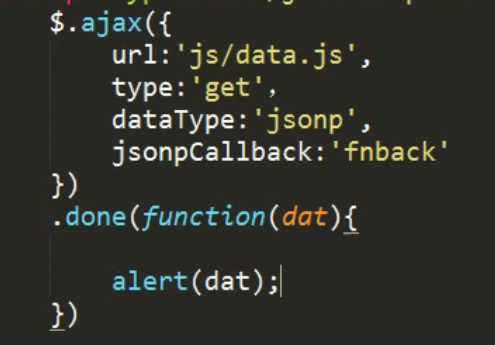 $.ajax({
url:'js/data.js',
type:'get',
dataType:'jsonp',
jsonpCallback:'fnback'
})
.done(function(dat){
alert(dat);
})